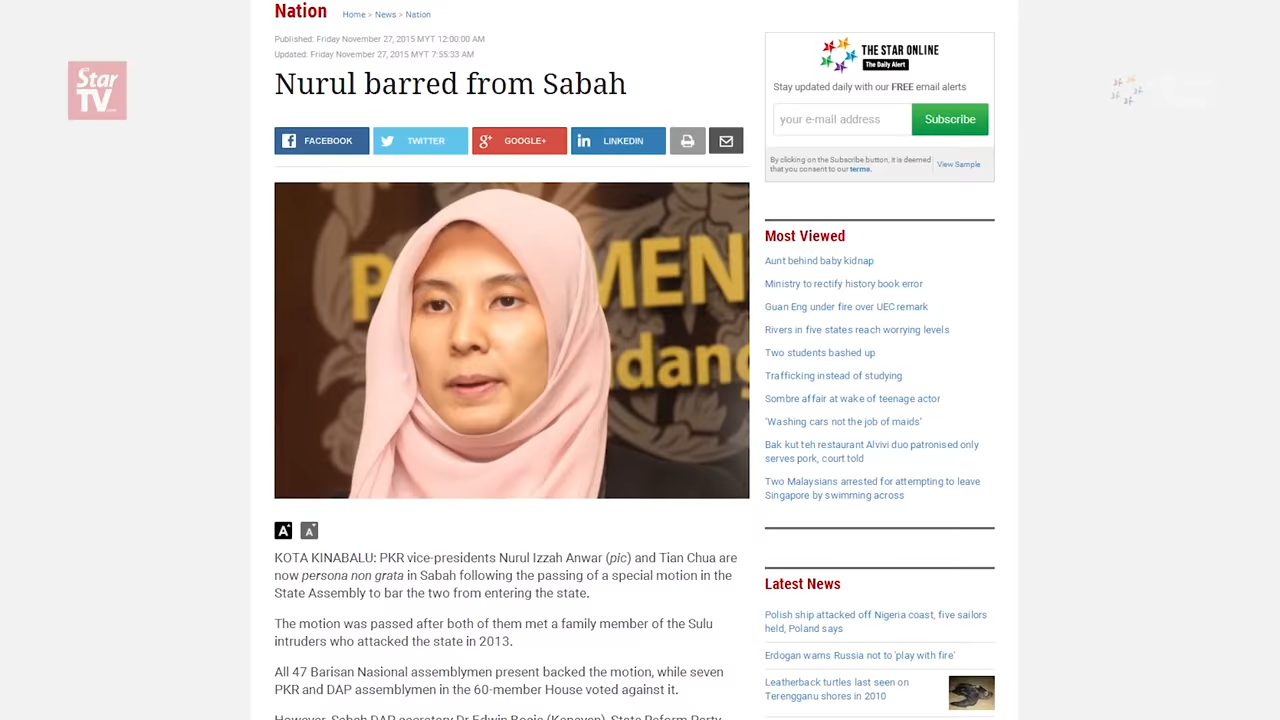 Nation
Home > News > Nation
Published: Friday November 27, 2015 MYT 12:00:00 AM
Updated: Friday November 27, 2015 MYT 7:55:33 AM
Nurul barred from Sabah
FACEBOOK
TWITTER
GOOGLE+
LINKEDIN
KOTA KINABALU: PKR vice-presidents Nurul Izzah Anwar (pic) and Tian Chua are
now persona non grata in Sabah following the passing of a special motion in the
State Assembly to bar the two from entering the state.
The motion was passed after both of them met a family member of the Sulu
intruders who attacked the state in 2013.
All 47 Barisan Nasional assemblymen present backed the motion, while seven
PKR and DAP assemblymen in the 60-member House voted against it.
However, Sabah DAP secretary Dr Edwin Bosie (Kapayan), State Reform Party
THE STAR ONLINE
The Daily Alert
Stay updated daily with our FREE email alerts
your e-mail address
Subscribe
By clicking on the Subscribe button, it is deemed
that you consent to our terms.
View Sample
Most Viewed
Aunt behind baby kidnap
Ministry to rectify history book error
Guan Eng under fire over UEC remark
Rivers in five states reach worrying levels
Two students bashed up
Trafficking instead of studying
Sombre affair at wake of teenage actor
‘Washing cars not the job of maids’
Bak kut teh restaurant Alvivi duo patronised only
serves pork, court told
Two Malaysians arrested for attempting to leave
Singapore by swimming across
Latest News
Polish ship attacked off Nigeria coast, five sailors
held, Poland says
Erdogan warns Russia not to 'play with fire'
Leatherback turtles last seen on
Terengganu shores in 2010
Star
TV.com